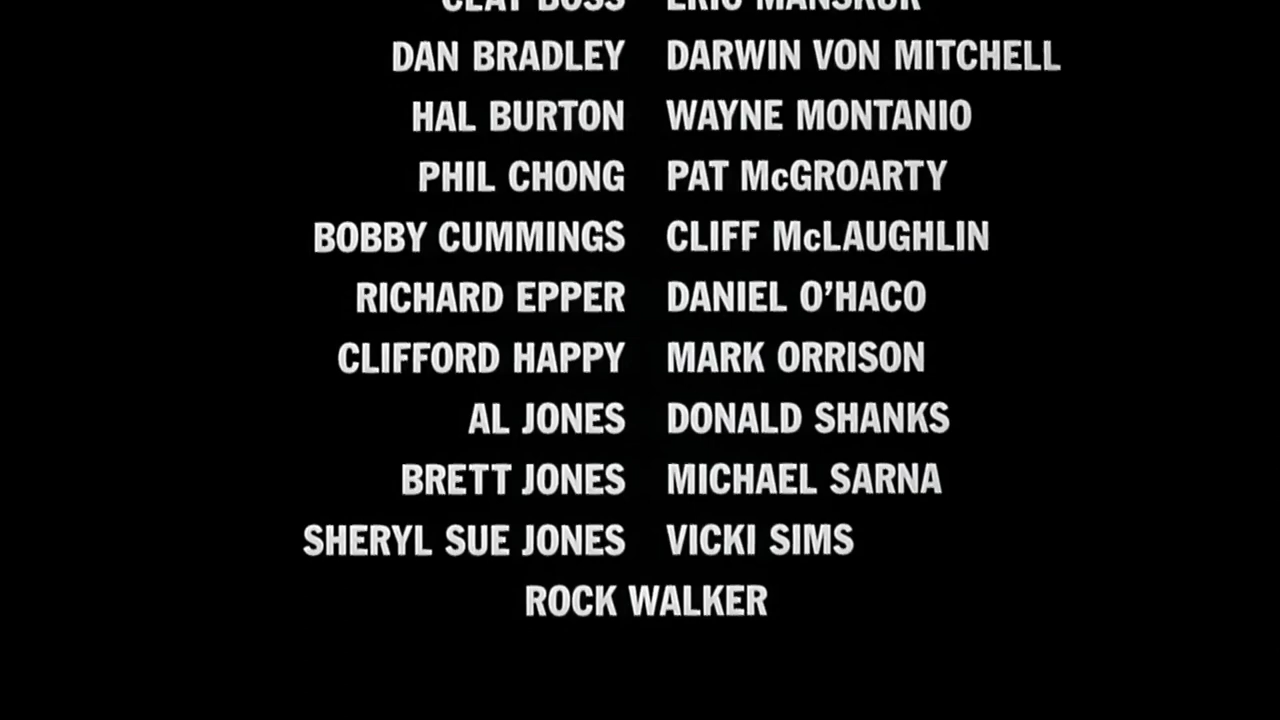 DAN BRADLEY DARWIN VON MITCHELL
HAL BURTON WAYNE MONTANIO
PHIL CHONG PAT McGROARTY
BOBBY CUMMINGS CLIFF McLAUGHLIN
RICHARD EPPER DANIEL O'HACO
CLIFFORD HAPPY MARK ORRISON
AL JONES DONALD SHANKS
BRETT JONES MICHAEL SARNA
SHERYL SUE JONES VICKI SIMS
ROCK WALKER